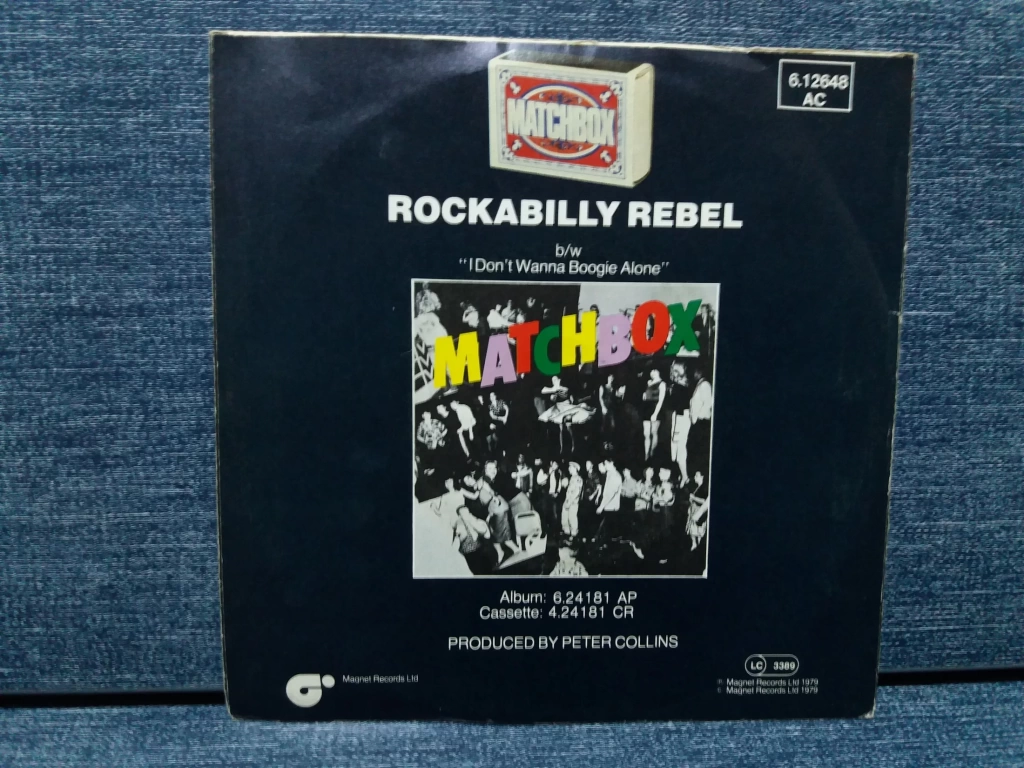 MATCHBOX
6.12648
AC
ROCKABILLY REBEL
b/w
"I Don't Wanna Boogie Alone"
MATCHBOX
Album: 6.24181 AP
Cassette: 4.24181 CR
PRODUCED BY PETER COLLINS
Magnet Records Ltd
LC 3389
℗ Magnet Records Ltd 1979
© Magnet Records Ltd 1979